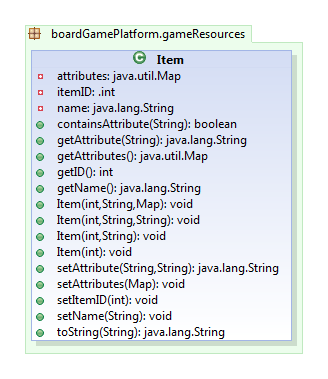 boardGamePlatform.gameResources
Item
attributes: java.util.Map
itemID: .int
name: java.lang.String
containsAttribute(String): boolean
getAttribute(String): java.lang.String
getAttributes(): java.util.Map
getID(): int
getName(): java.lang.String
Item(int,String,Map): void
Item(int,String,String): void
Item(int,String): void
Item(int): void
setAttribute(String,String): java.lang.String
setAttributes(Map): void
setItemID(int): void
setName(String): void
toString(String): java.lang.String